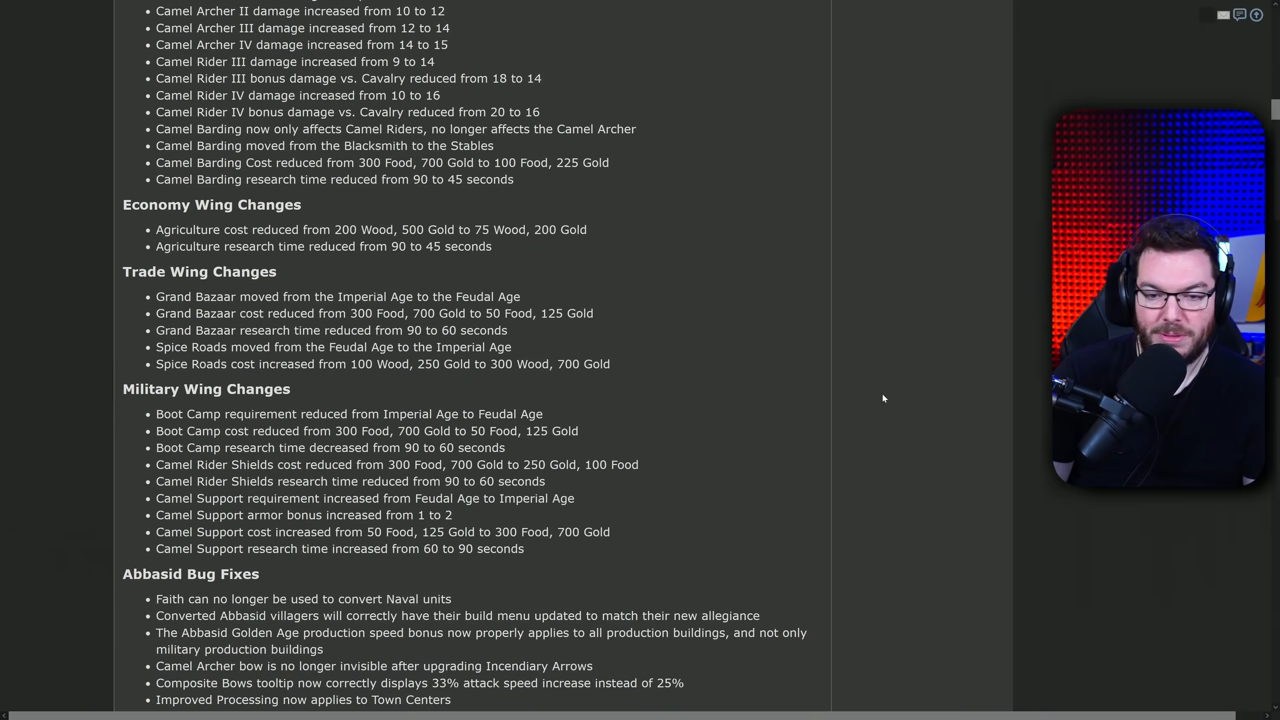 Camel Archer II damage increased from 10 to 12
Camel Archer III damage increased from 12 to 14
Camel Archer IV damage increased from 14 to 15
Camel Rider III damage increased from 9 to 14
Camel Rider III bonus damage vs. Cavalry reduced from 18 to 14
Camel Rider IV damage increased from 10 to 16
Camel Rider IV bonus damage vs. Cavalry reduced from 20 to 16
Camel Barding now only affects Camel Riders, no longer affects the Camel Archer
Camel Barding moved from the Blacksmith to the Stables
Camel Barding Cost reduced from 300 Food, 700 Gold to 100 Food, 225 Gold
Camel Barding research time reduced from 90 to 45 seconds
Economy Wing Changes
Agriculture cost reduced from 200 Wood, 500 Gold to 75 Wood, 200 Gold
Agriculture research time reduced from 90 to 45 seconds
Trade Wing Changes
Grand Bazaar moved from the Imperial Age to the Feudal Age
Grand Bazaar cost reduced from 300 Food, 700 Gold to 50 Food, 125 Gold
Grand Bazaar research time reduced from 90 to 60 seconds
Spice Roads moved from the Feudal Age to the Imperial Age
Spice Roads cost increased from 100 Wood, 250 Gold to 300 Wood, 700 Gold
Military Wing Changes
Boot Camp requirement reduced from Imperial Age to Feudal Age
Boot Camp cost reduced from 300 Food, 700 Gold to 50 Food, 125 Gold
Boot Camp research time decreased from 90 to 60 seconds
Camel Rider Shields cost reduced from 300 Food, 700 Gold to 250 Gold, 100 Food
Camel Rider Shields research time reduced from 90 to 60 seconds
Camel Support requirement increased from Feudal Age to Imperial Age
Camel Support armor bonus increased from 1 to 2
Camel Support cost increased from 50 Food, 125 Gold to 300 Food, 700 Gold
Camel Support research time increased from 60 to 90 seconds
Abbasid Bug Fixes
Faith can no longer be used to convert Naval units
Converted Abbasid villagers will correctly have their build menu updated to match their new allegiance
The Abbasid Golden Age production speed bonus now properly applies to all production buildings, and not only
military production buildings
Camel Archer bow is no longer invisible after upgrading Incendiary Arrows
Composite Bows tooltip now correctly displays 33% attack speed increase instead of 25%
Improved Processing now applies to Town Centers